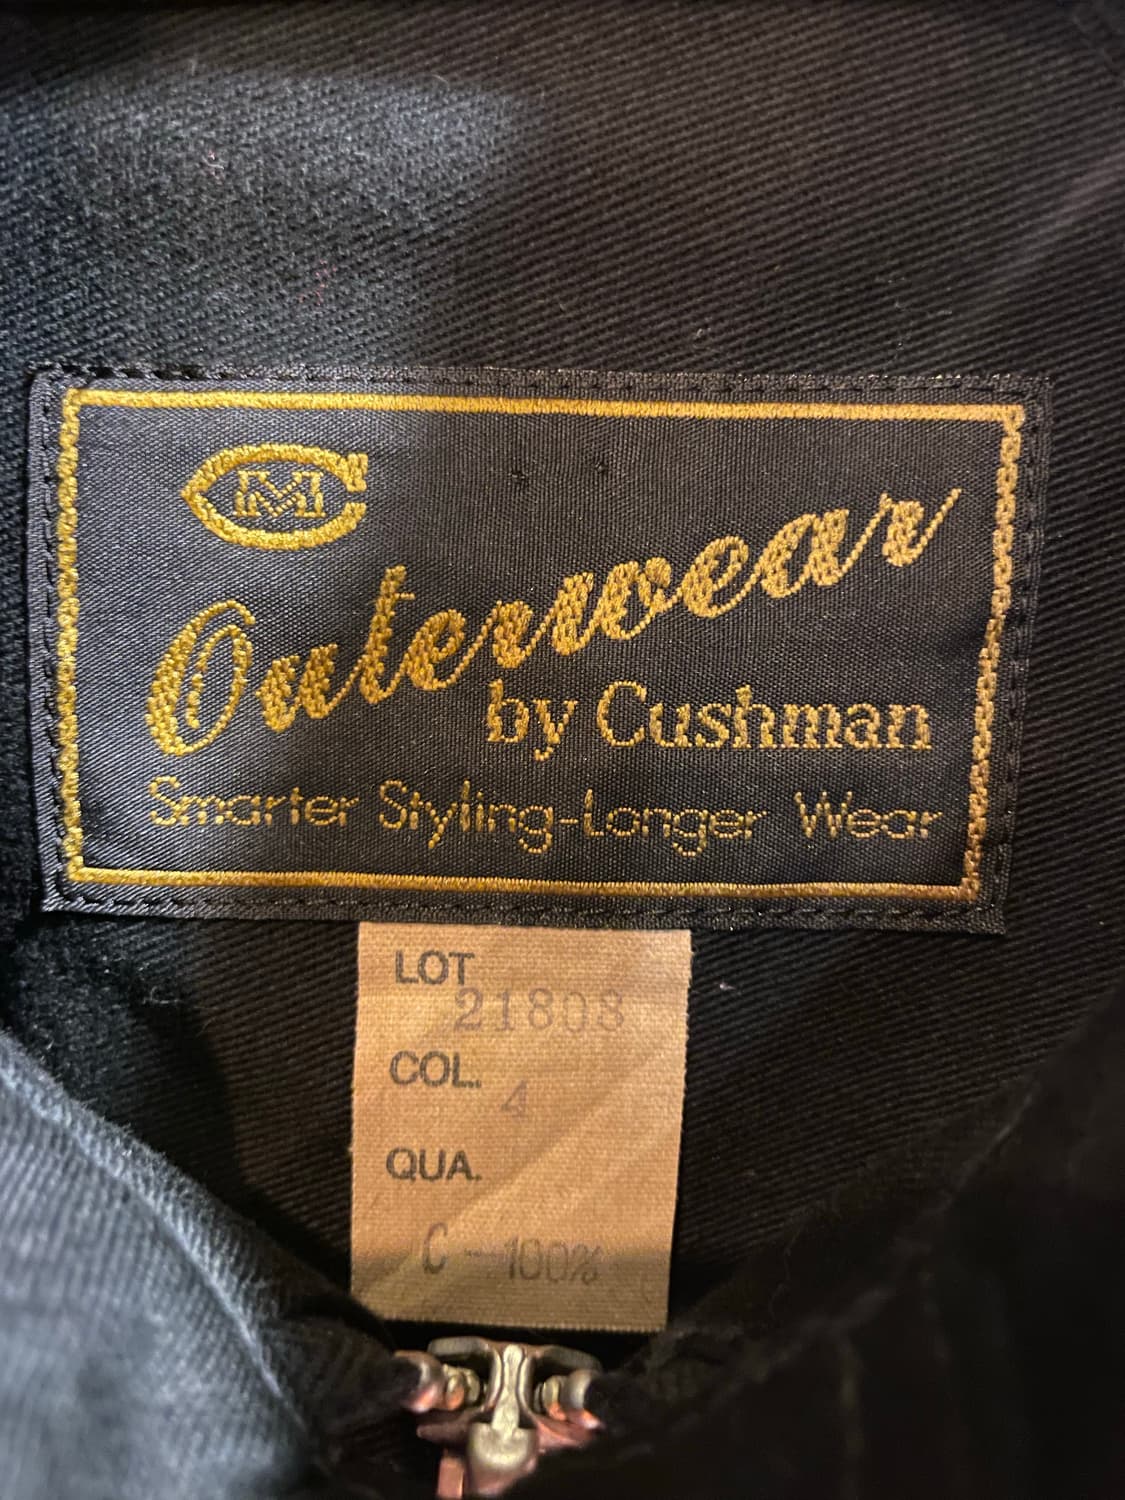 CM
Outerwear
by Cushman
Smarter Styling-Longer Wear
LOT
21808
COL.
4
QUA.
C-100%